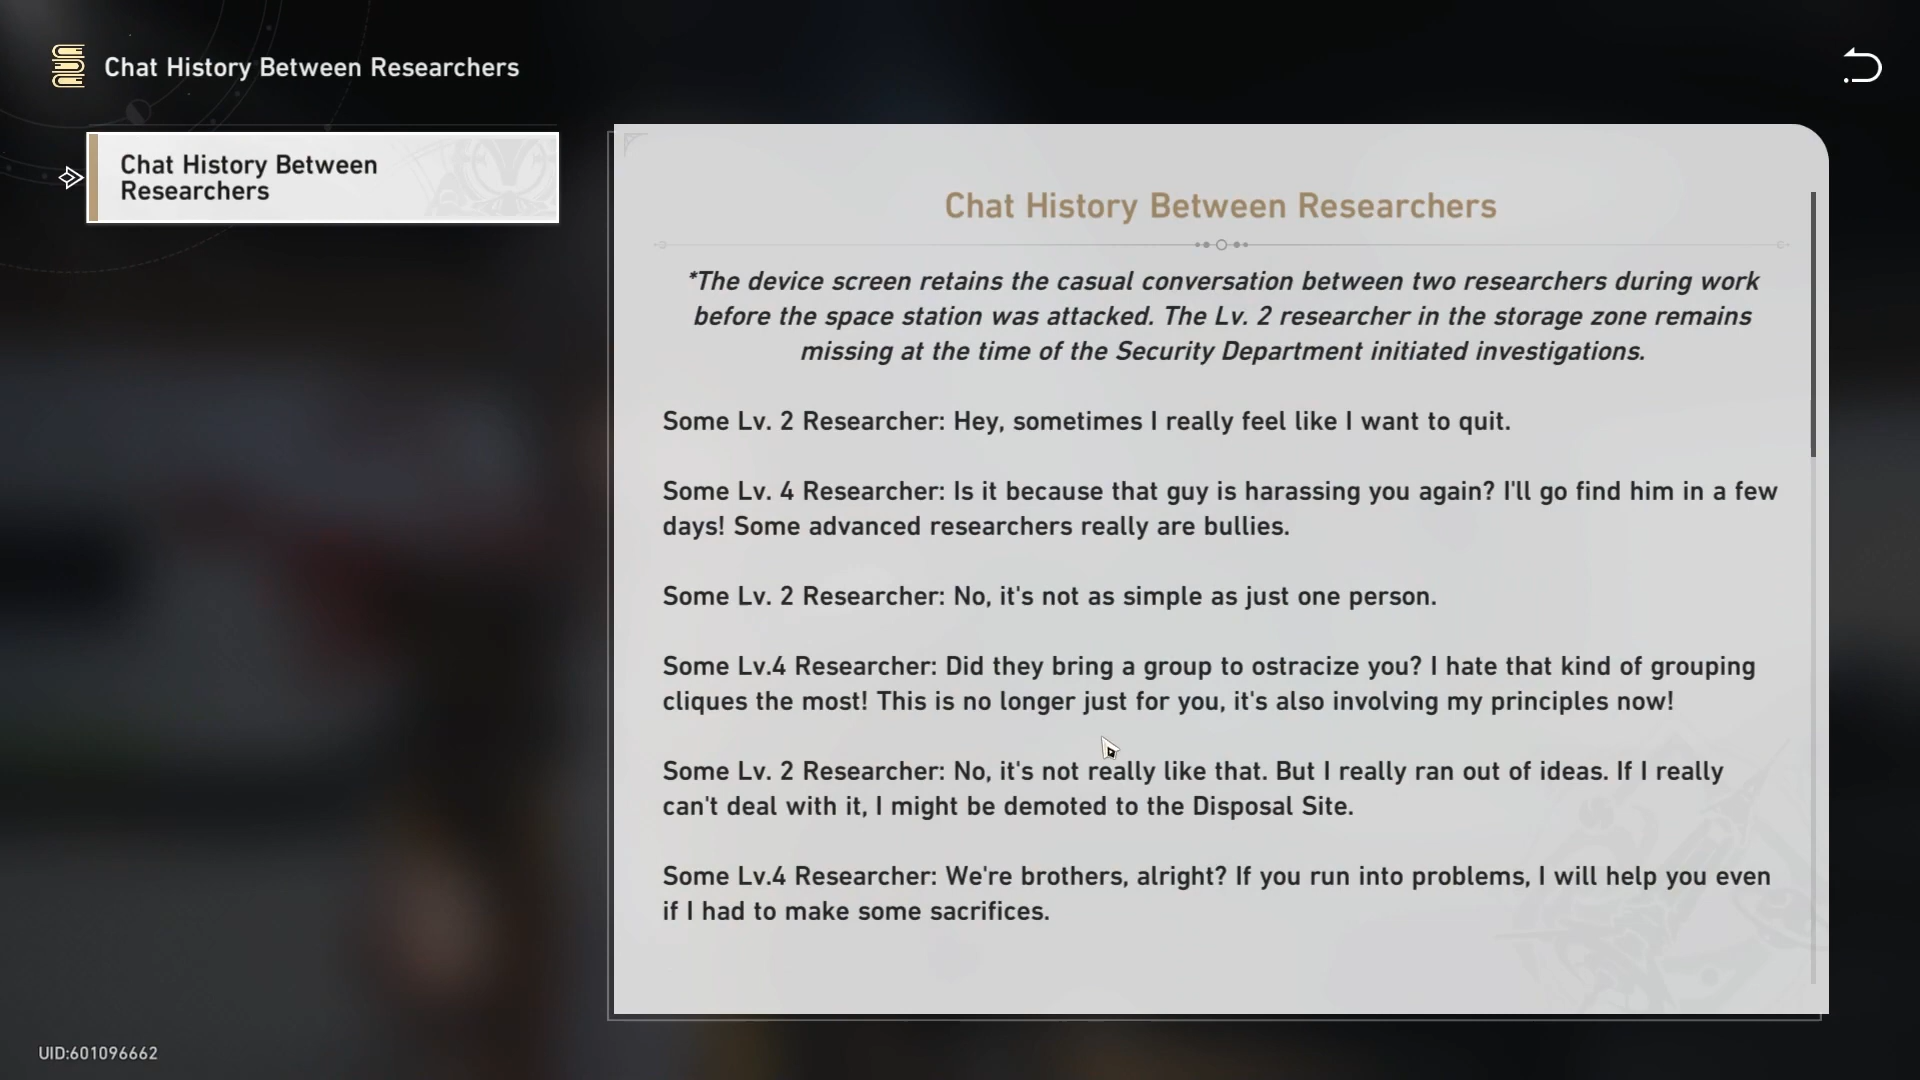 Chat History Between Researchers
Chat History Between
Researchers
Chat History Between Researchers
*The device screen retains the casual conversation between two researchers during work
before the space station was attacked. The Lv. 2 researcher in the storage zone remains
missing at the time of the Security Department initiated investigations.
Some Lv. 2 Researcher: Hey, sometimes I really feel like I want to quit.
Some Lv. 4 Researcher: Is it because that guy is harassing you again? I'll go find him in a few
days! Some advanced researchers really are bullies.
Some Lv. 2 Researcher: No, it's not as simple as just one person.
Some Lv.4 Researcher: Did they bring a group to ostracize you? I hate that kind of grouping
cliques the most! This is no longer just for you, it's also involving my principles now!
Some Lv. 2 Researcher: No, it's not really like that. But I really ran out of ideas. If I really
can't deal with it, I might be demoted to the Disposal Site.
Some Lv.4 Researcher: We're brothers, alright? If you run into problems, I will help you even
if I had to make some sacrifices.
UID:601096662